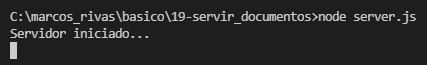 C:\marcos_rivas\basico\19-servir_documentos>node server.js
Servidor iniciado...